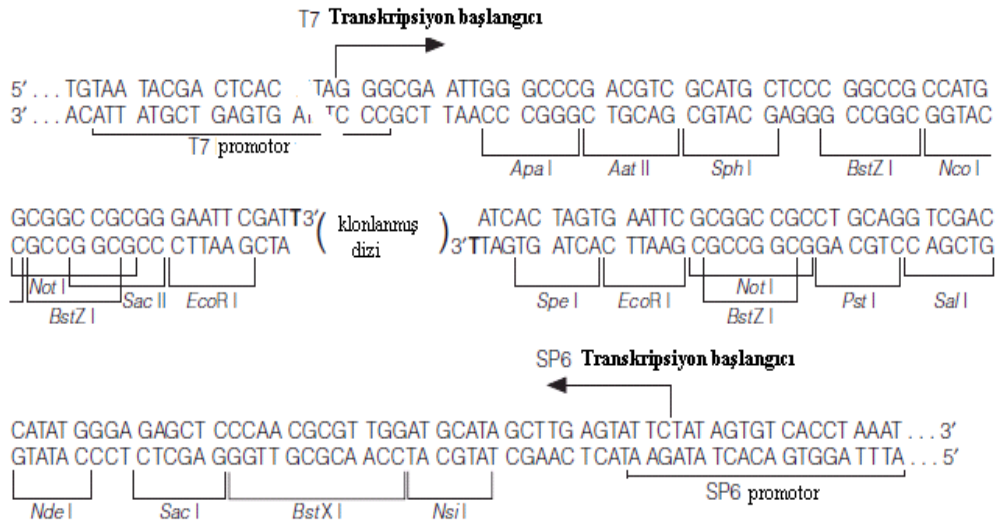 T7 Transkripsiyon başlangıcı
5′ ... TGTAA TACGA CTCAC TAG GGCGA ATTGG GCCCG ACGTC GCATG CTCCC GGCCG CCATG
3′ ... ACATT ATGCT GAGTG A TC CCGCT TAACC CGGGC TGCAG CGTAC GAGGG CCGGC GGTAC
T7 promotor
Apa I Aat II Sph I BstZ I Nco I
GCGGC CGCGG GAATT CGATT3′ ( klonlanmış dizi ) ATCAC TAGTG AATTC GCGGC CGCCT GCAGG TCGAC
CGCCG GCGCC CTTAA GCTA 3′TTAGTG ATCAC TTAAG CGCCG GCGGA CGTCC AGCTG
Not I Sac II EcoR I Spe I EcoR I Not I Pst I Sal I
BstZ I BstZ I
SP6 Transkripsiyon başlangıcı
CATAT GGGA GAGCTC CCAA CGCGT TGGAT GCATA GCTTG AGTAT TCTAT AGTGT CACCT AAAT ... 3′
GTATA CCCT CTCGAG GGTT GCGCA ACCTA CGTAT CGAAC TCATA AGATA TCACA GTGGA TTTA ... 5′
SP6 promotor
Nde I Sac I BstX I Nsi I